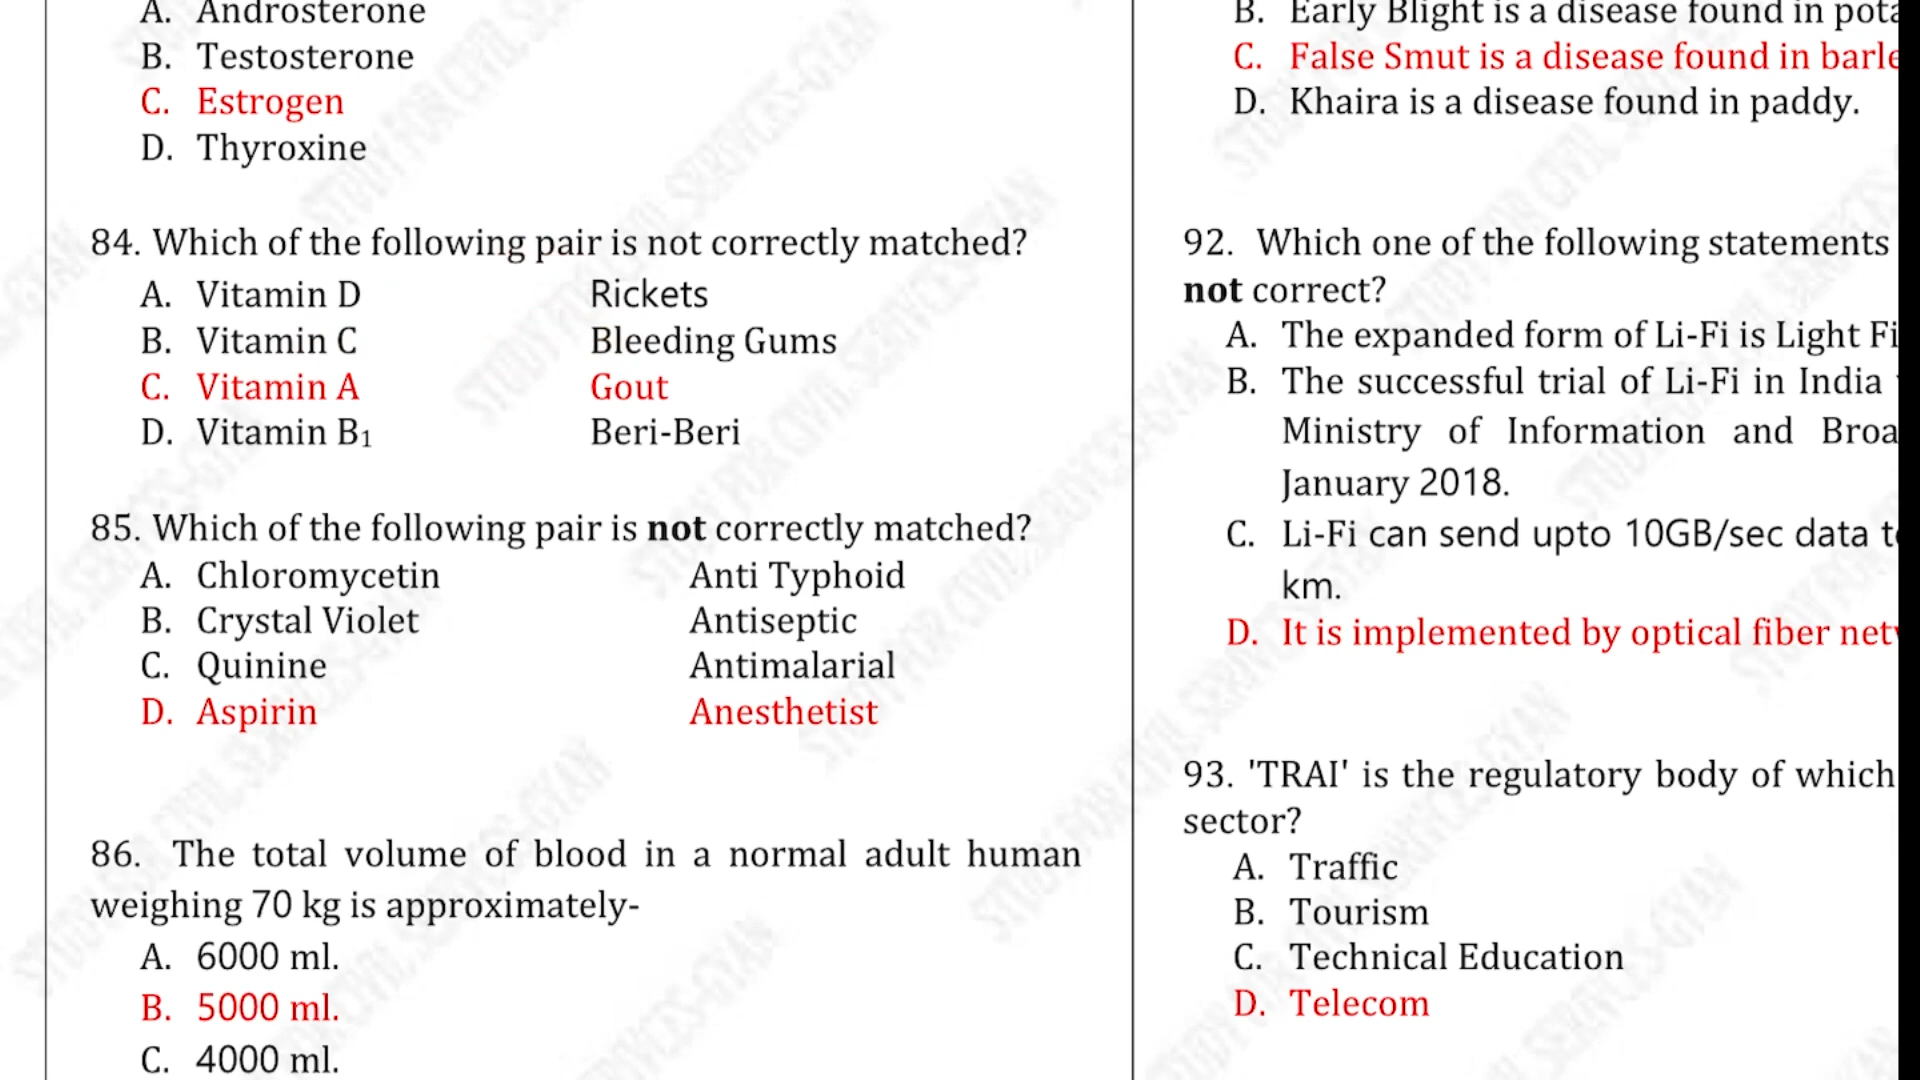 A. Androsterone
B. Testosterone
C. Estrogen
D. Thyroxine
84. Which of the following pair is not correctly matched?
A. Vitamin D Rickets
B. Vitamin C Bleeding Gums
C. Vitamin A Gout
D. Vitamin B₁ Beri-Beri
85. Which of the following pair is not correctly matched?
A. Chloromycetin Anti Typhoid
B. Crystal Violet Antiseptic
C. Quinine Antimalarial
D. Aspirin Anesthetist
86. The total volume of blood in a normal adult human
weighing 70 kg is approximately-
A. 6000 ml.
B. 5000 ml.
C. 4000 ml.
B. Early Blight is a disease found in
C. False Smut is a disease found in
D. Khaira is a disease found in paddy.
92. Which one of the following statements
not correct?
A. The expanded form of Li-Fi is Light
B. The successful trial of Li-Fi in India
Ministry of Information and
January 2018.
C. Li-Fi can send upto 10GB/sec data
km.
D. It is implemented by optical fiber
93. 'TRAI' is the regulatory body of which
sector?
A. Traffic
B. Tourism
C. Technical Education
D. Telecom
STUDY FOR CIVIL SERIVCES-GYAN